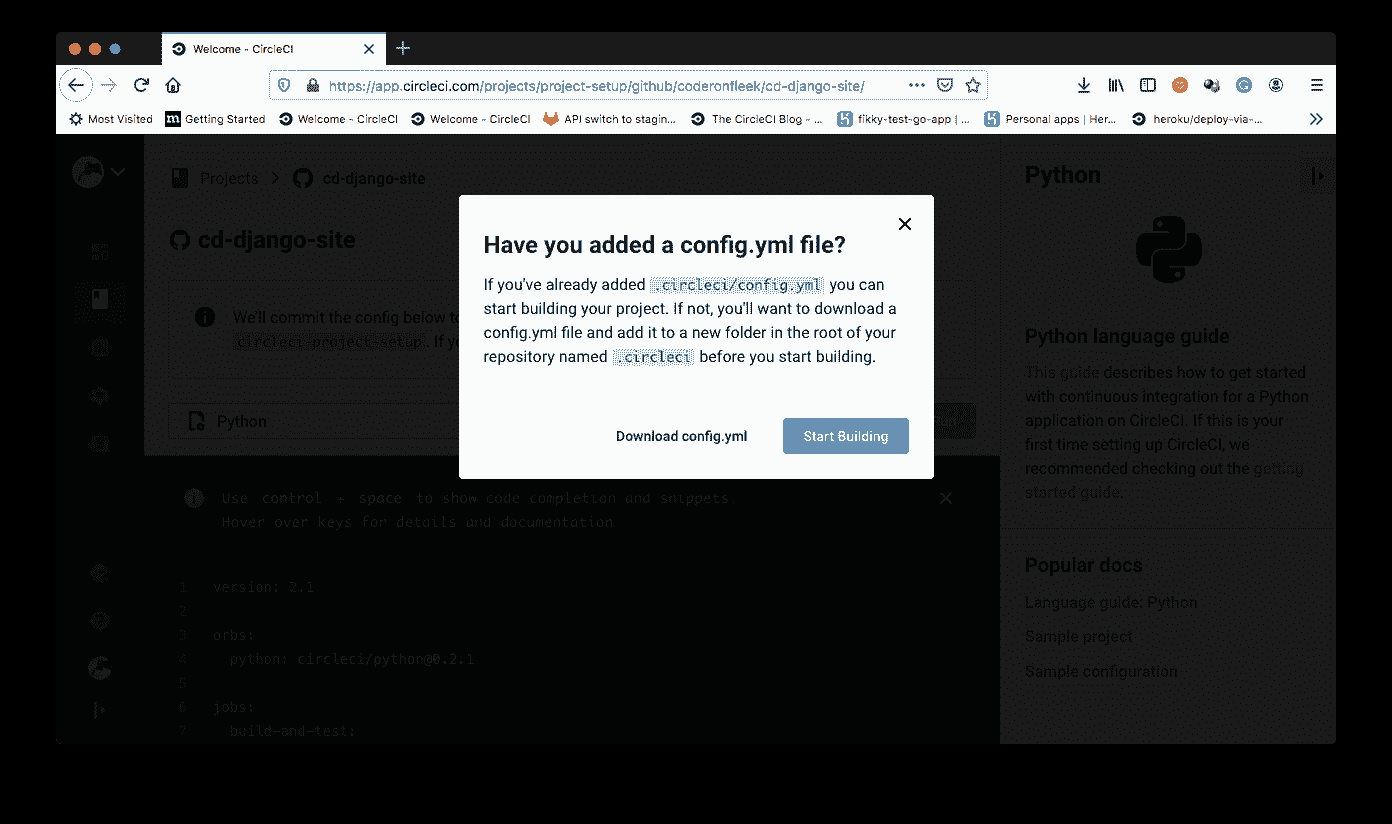 Welcome - CircleCI
https://app.circleci.com/projects/project-setup/github/coderonfleek/cd-django-site/
Most Visited Getting Started Welcome - CircleCI Welcome - CircleCI API switch to stagin... The CircleCI Blog - ... fikky-test-go-app | ... Personal apps | Her... heroku/deploy-via-...
Projects cd-django-site
cd-django-site
We'll commit the config below to
circleci-project-setup. If yo
Python
Have you added a config.yml file?
If you've already added .circleci/config.yml you can
start building your project. If not, you'll want to download a
config.yml file and add it to a new folder in the root of your
repository named .circleci before you start building.
Download config.yml Start Building
Use control + space to show code completion and snippets
Hover over keys for details and documentation
1 version: 2.1
2
3 orbs:
4 python: circleci/python@0.2.1
5
6 jobs:
7 build-and-test:
Python
Python language guide
This guide describes how to get started
with continuous integration for a Python
application on CircleCI. If this is your
first time setting up CircleCI, we
recommended checking out the getting
started guide.
Popular docs
Language guide: Python
Sample project
Sample configuration